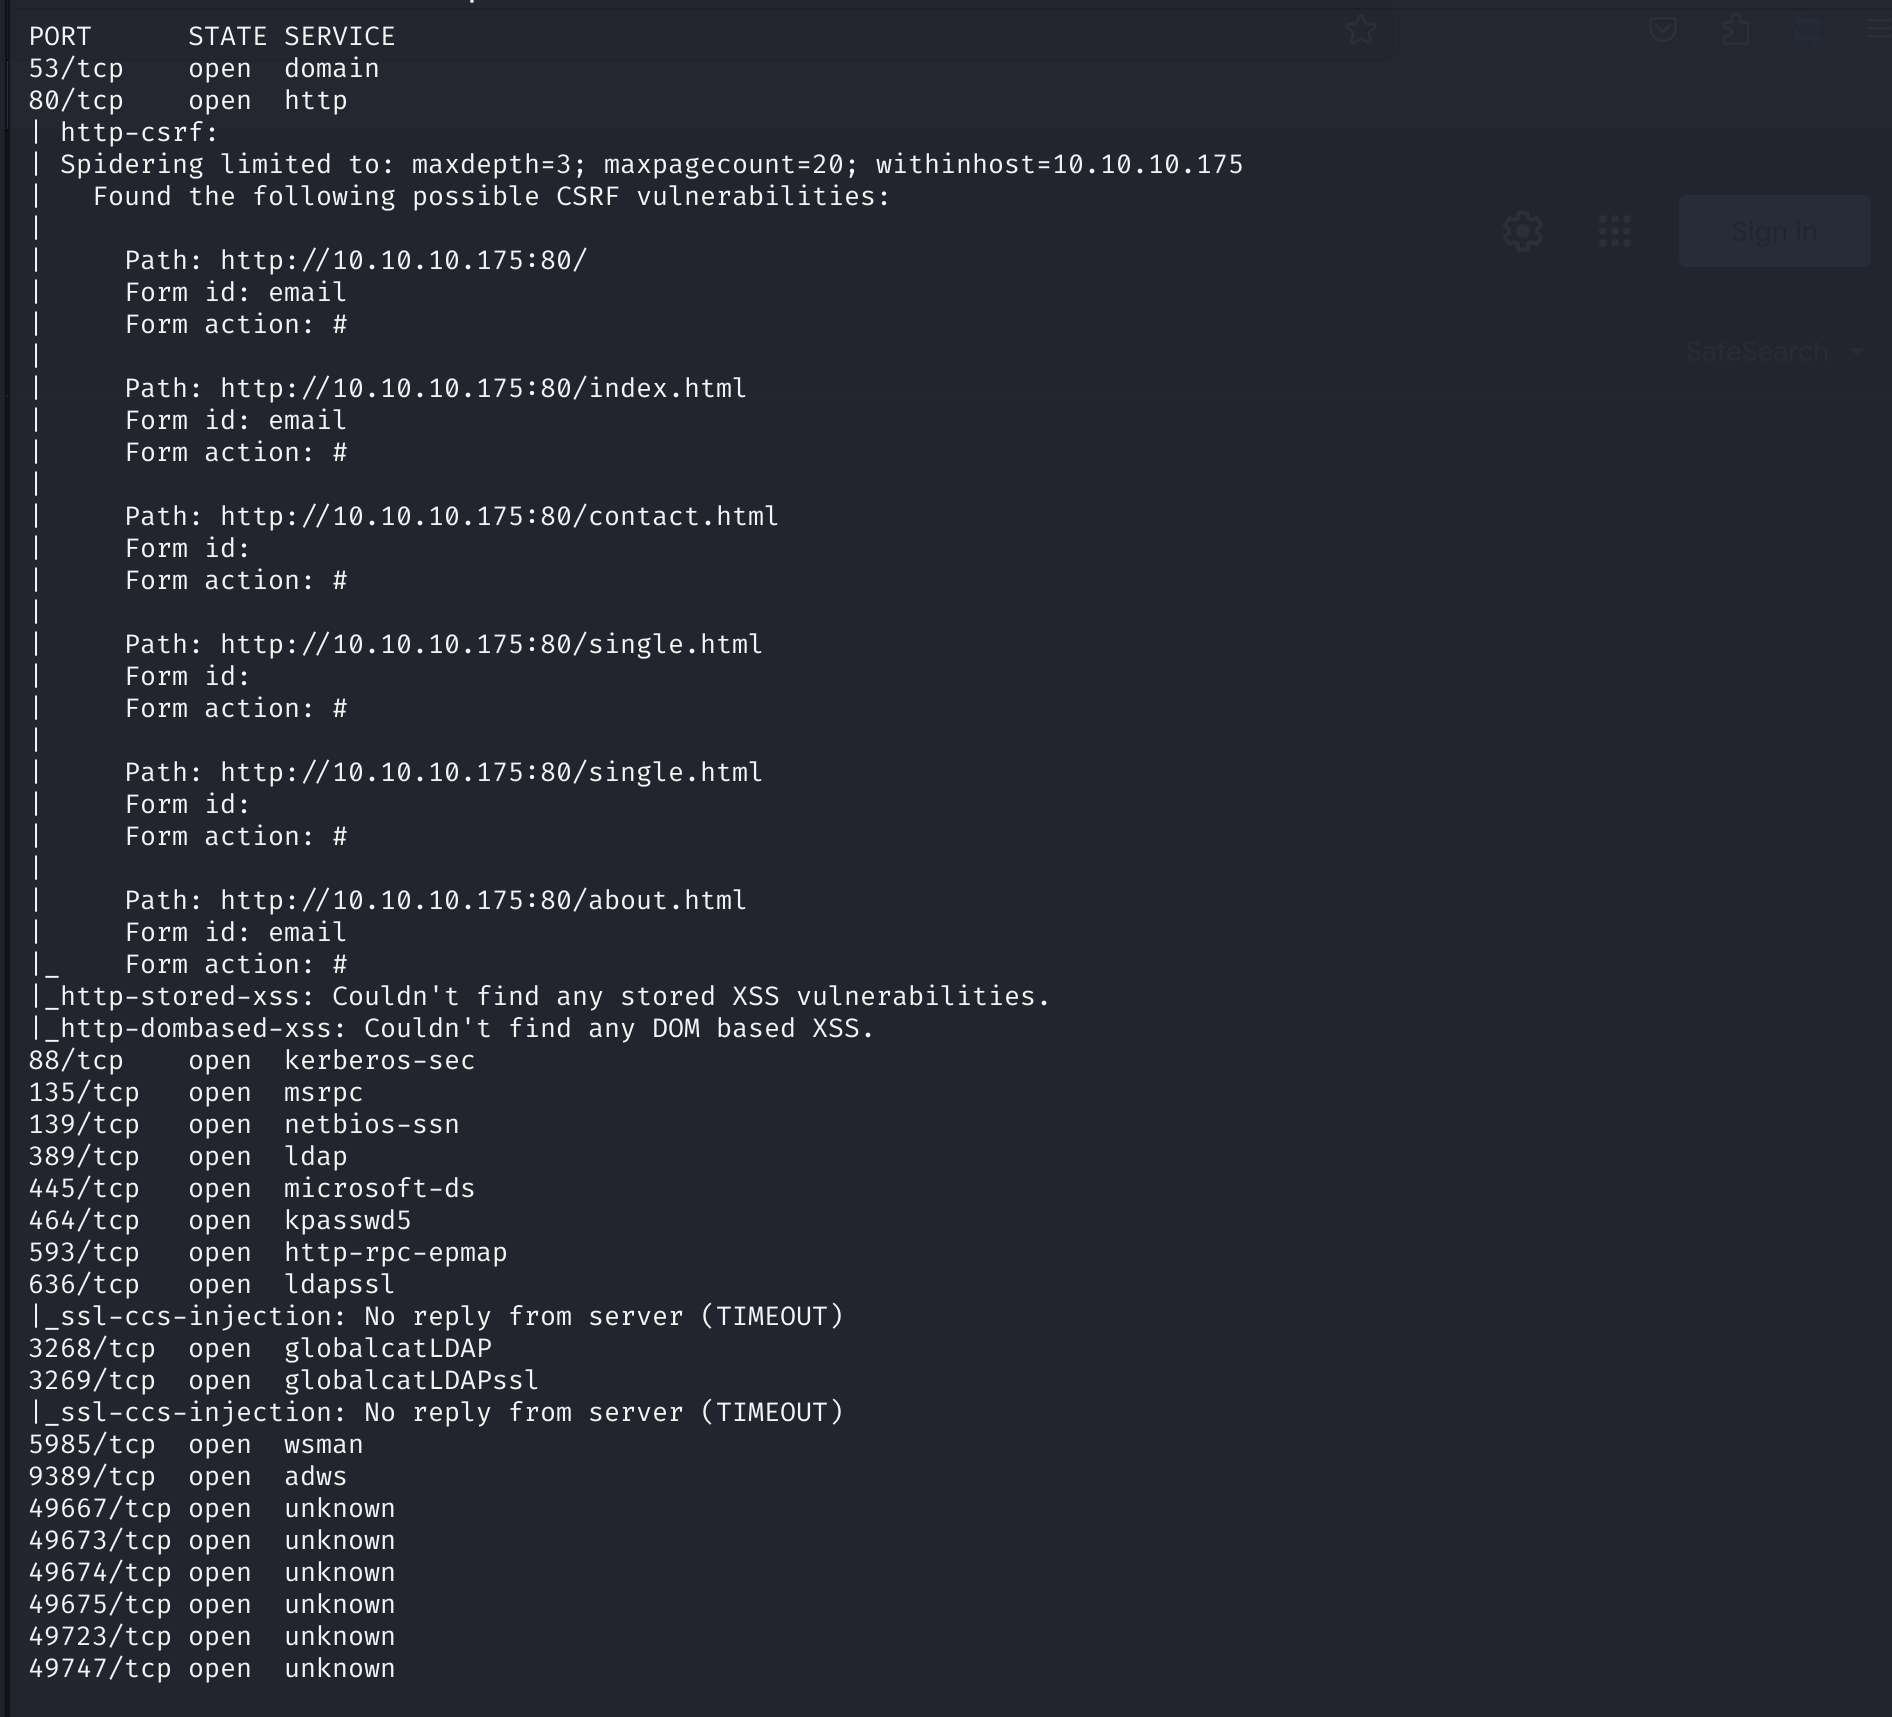 PORT      STATE SERVICE
53/tcp    open  domain
80/tcp    open  http
| http-csrf:
| Spidering limited to: maxdepth=3; maxpagecount=20; withinhost=10.10.10.175
|   Found the following possible CSRF vulnerabilities:
|
|     Path: http://10.10.10.175:80/
|     Form id: email
|     Form action: #
|
|     Path: http://10.10.10.175:80/index.html
|     Form id: email
|     Form action: #
|
|     Path: http://10.10.10.175:80/contact.html
|     Form id:
|     Form action: #
|
|     Path: http://10.10.10.175:80/single.html
|     Form id:
|     Form action: #
|
|     Path: http://10.10.10.175:80/single.html
|     Form id:
|     Form action: #
|
|     Path: http://10.10.10.175:80/about.html
|     Form id: email
|_    Form action: #
|_http-stored-xss: Couldn't find any stored XSS vulnerabilities.
|_http-dombased-xss: Couldn't find any DOM based XSS.
88/tcp    open  kerberos-sec
135/tcp   open  msrpc
139/tcp   open  netbios-ssn
389/tcp   open  ldap
445/tcp   open  microsoft-ds
464/tcp   open  kpasswd5
593/tcp   open  http-rpc-epmap
636/tcp   open  ldapssl
|_ssl-ccs-injection: No reply from server (TIMEOUT)
3268/tcp  open  globalcatLDAP
3269/tcp  open  globalcatLDAPssl
|_ssl-ccs-injection: No reply from server (TIMEOUT)
5985/tcp  open  wsman
9389/tcp  open  adws
49667/tcp open  unknown
49673/tcp open  unknown
49674/tcp open  unknown
49675/tcp open  unknown
49723/tcp open  unknown
49747/tcp open  unknown
Sign in
SafeSearch